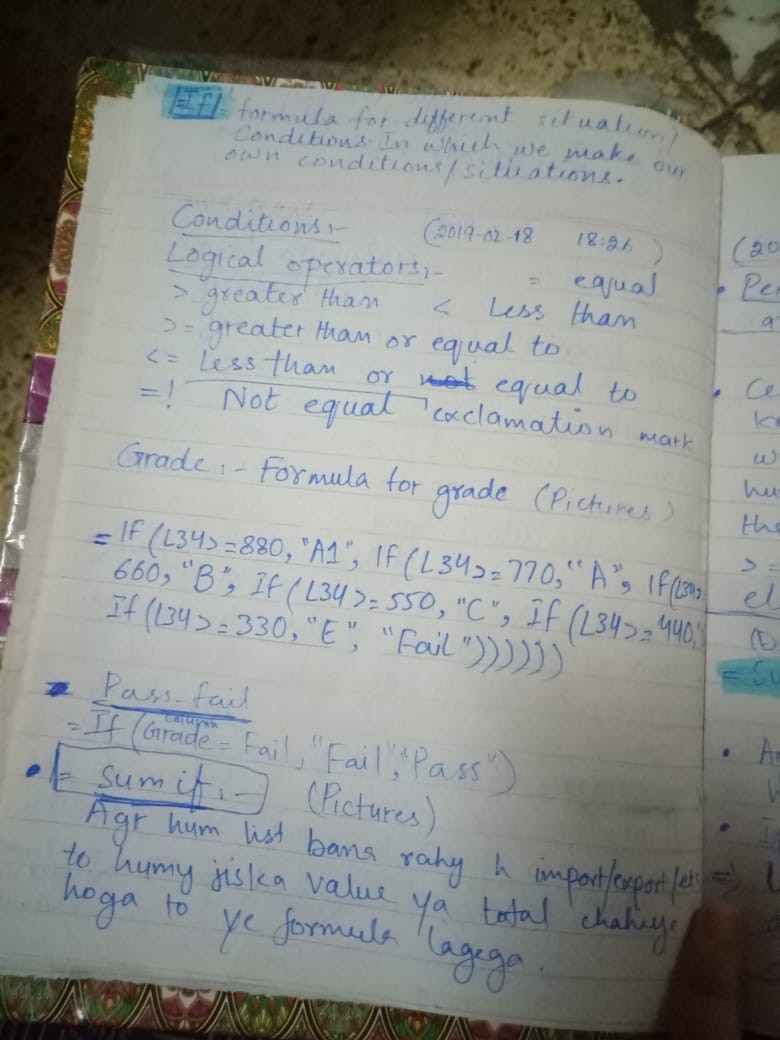 =If formula for different situation/
Conditions. In which we make our
own conditions/situations.
Conditions:- (2019-02-18 18:26)
Logical operators:- = equal
> greater than < Less than
>= greater than or equal to
<= Less than or equal to
=! Not equal exclamation mark
Grade:- Formula for grade (Pictures)
= If (L34>=880, "A1", If (L34>=770, "A", If(L34>
660, "B", If (L34>=550, "C", If (L34>=440,
If (L34>=330, "E", "Fail"))))))
Pass-fail
column
= If (Grade = Fail, "Fail", "Pass")
• = Sum if:- (Pictures)
Agr hum list bana rahy h import/export/etc =>
to humy jiska value ya total chahiye
hoga to ye formula lagega.
(20
• Per
a
• Ce
k
w
hu
the
>=
el
(
= Su
• A
• I